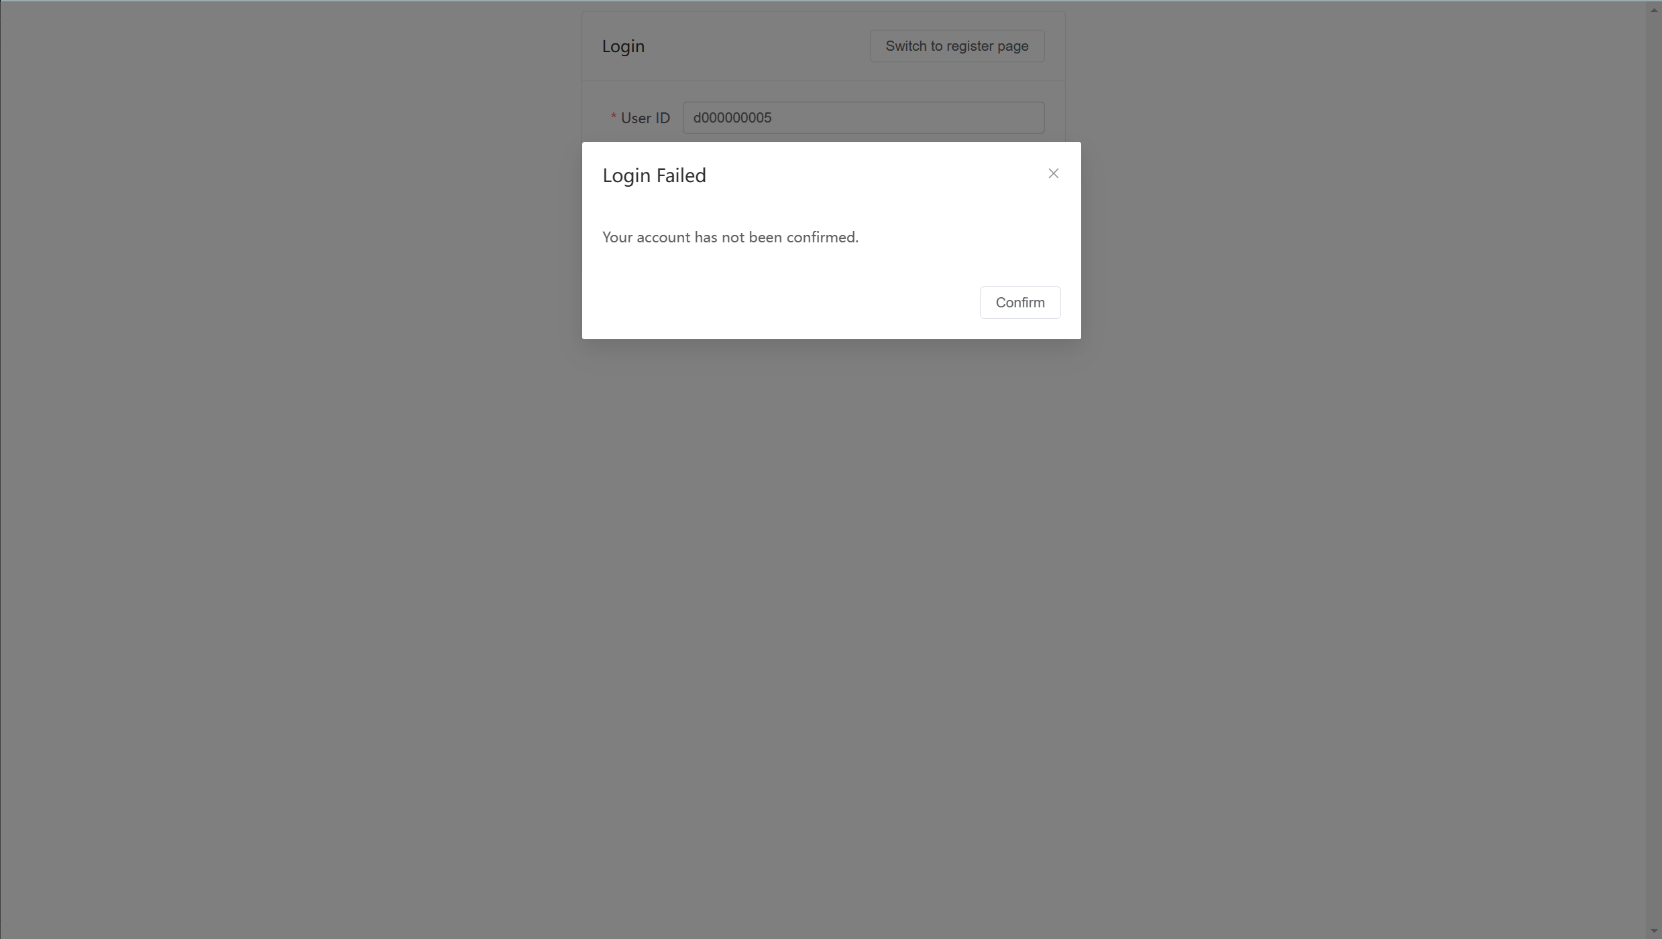 Login
Switch to register page
* User ID
d000000005
Login Failed
Your account has not been confirmed.
Confirm